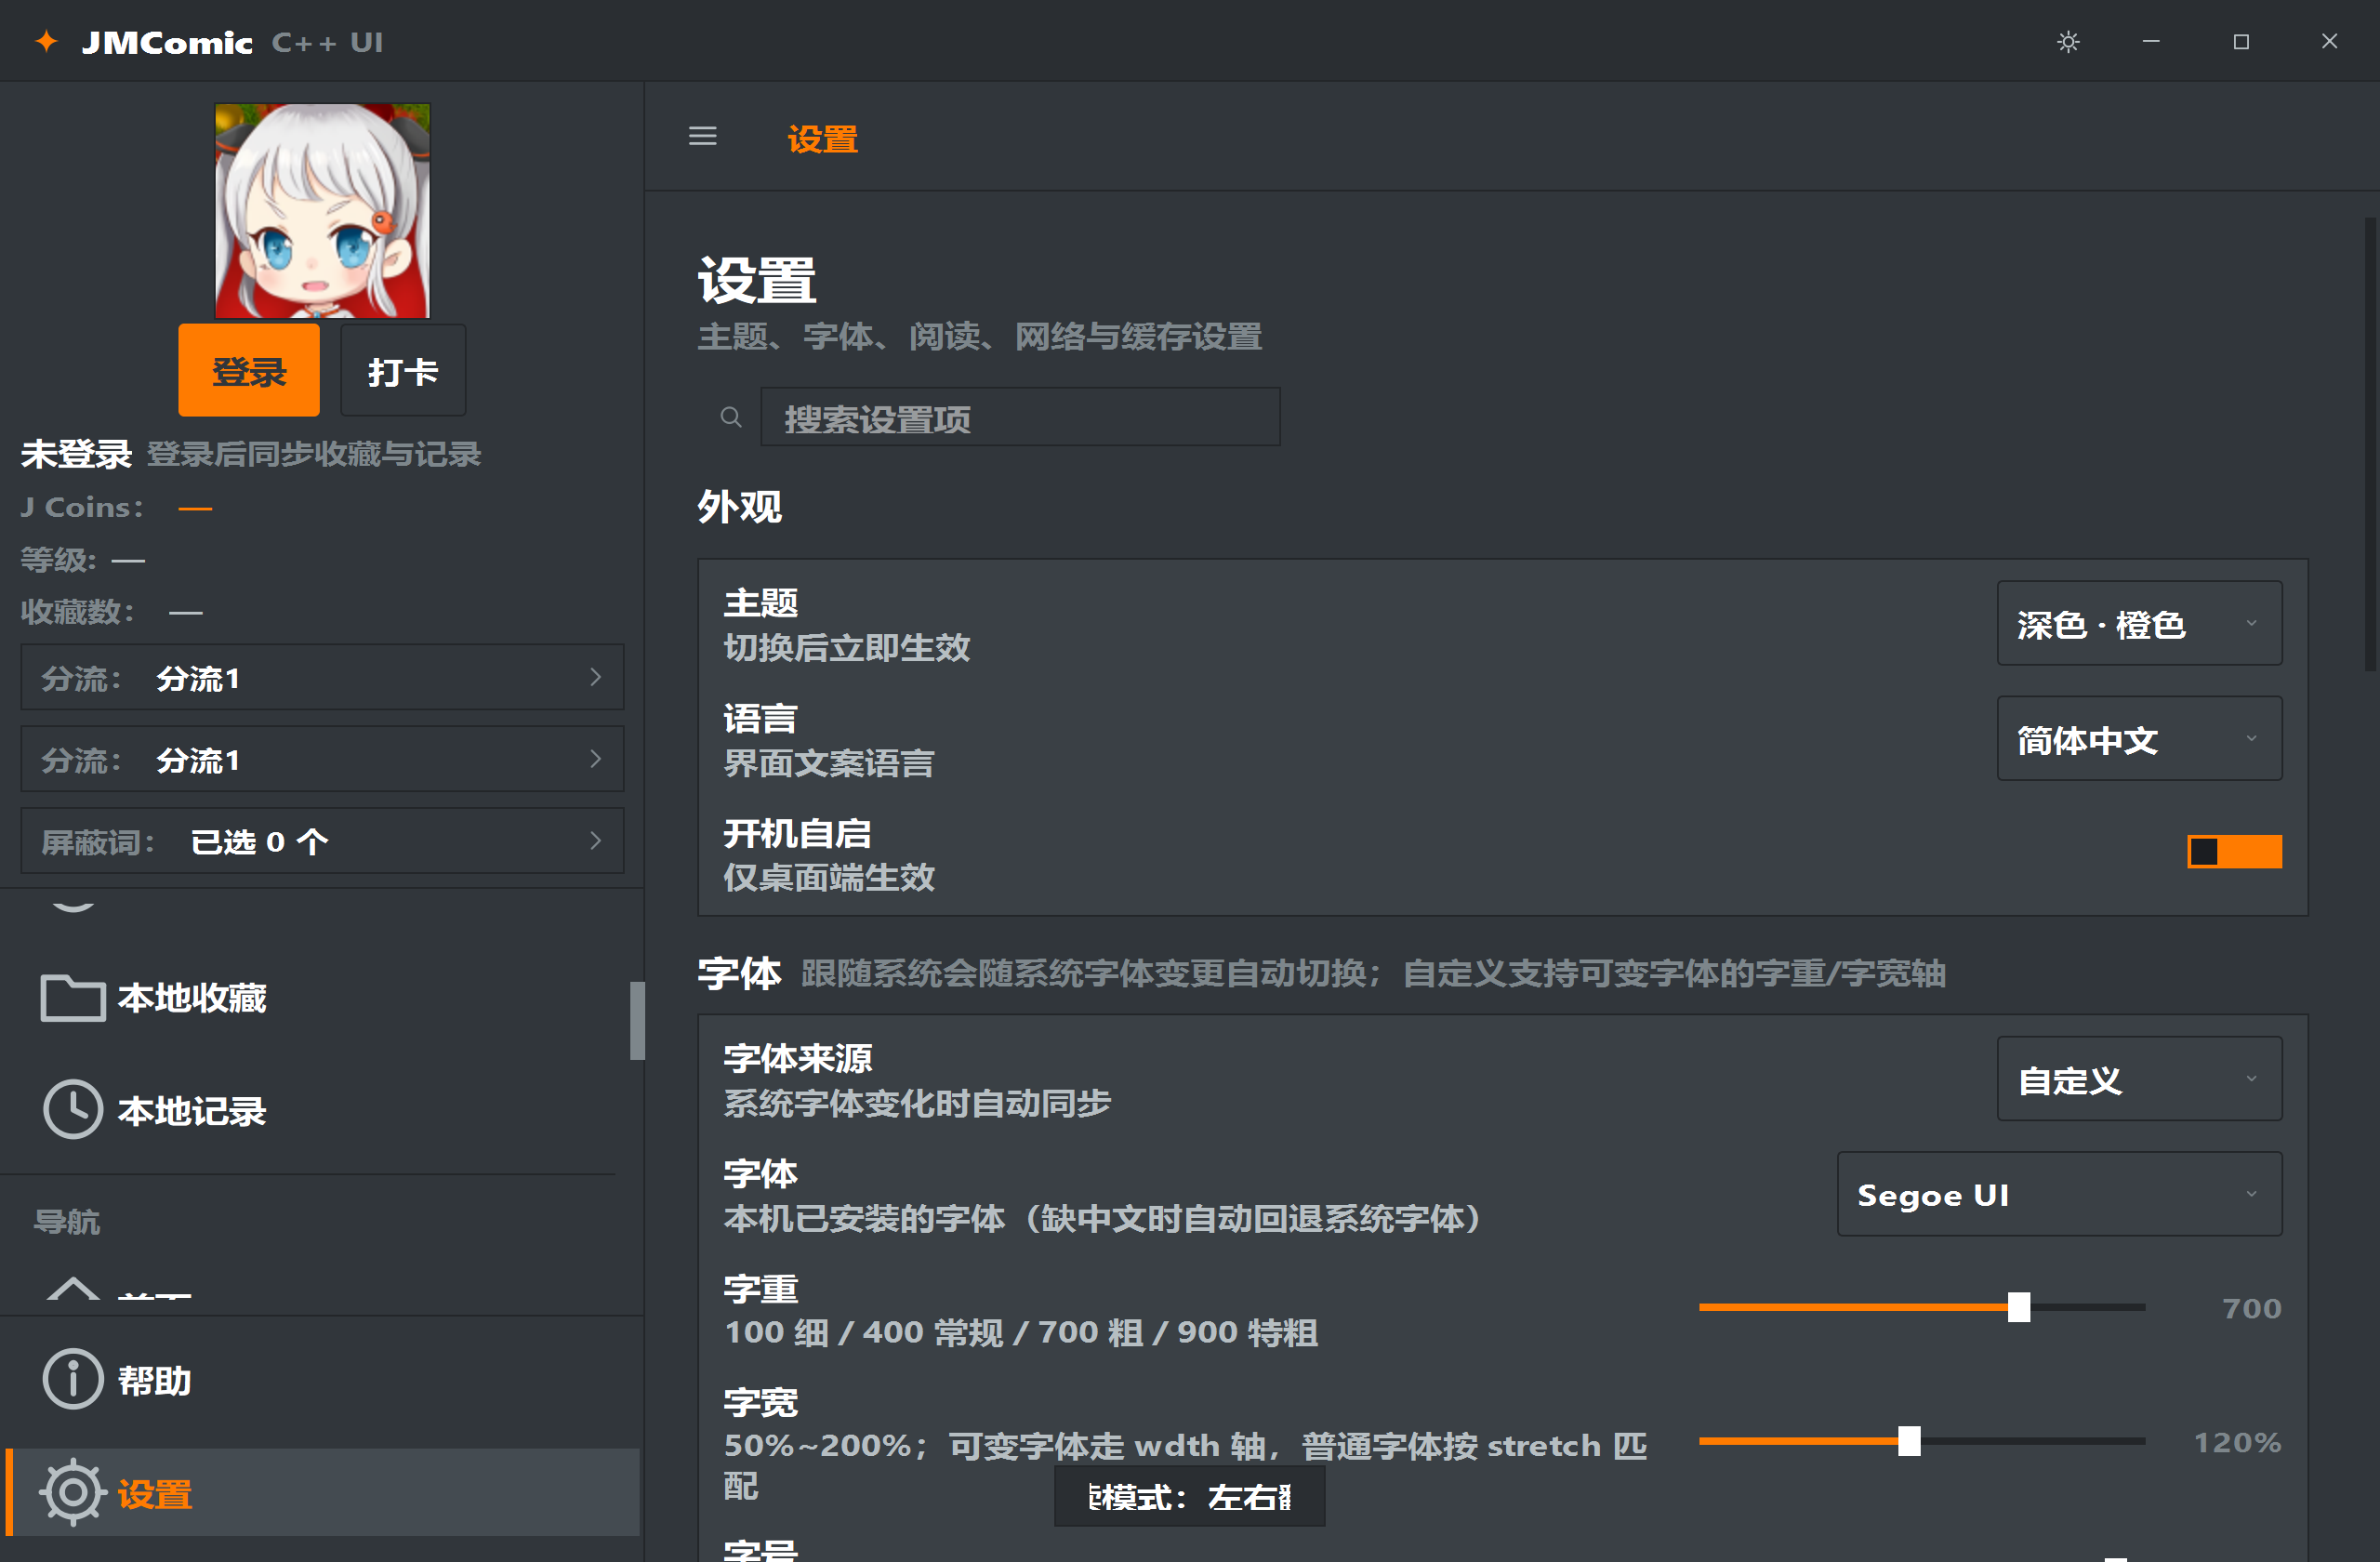 JMComic C++ UI
登录
打卡
未登录 登录后同步收藏与记录
J Coins： —
等级: —
收藏数： —
分流： 分流1
分流： 分流1
屏蔽词： 已选 0 个
本地收藏
本地记录
导航
帮助
设置
设置
设置
主题、字体、阅读、网络与缓存设置
搜索设置项
外观
主题
切换后立即生效
深色 · 橙色
语言
界面文案语言
简体中文
开机自启
仅桌面端生效
字体 跟随系统会随系统字体变更自动切换；自定义支持可变字体的字重/字宽轴
字体来源
系统字体变化时自动同步
自定义
字体
本机已安装的字体（缺中文时自动回退系统字体）
Segoe UI
字重
100 细 / 400 常规 / 700 粗 / 900 特粗
700
字宽
50%~200%；可变字体走 wdth 轴，普通字体按 stretch 匹
配
120%
模式：左右
字号